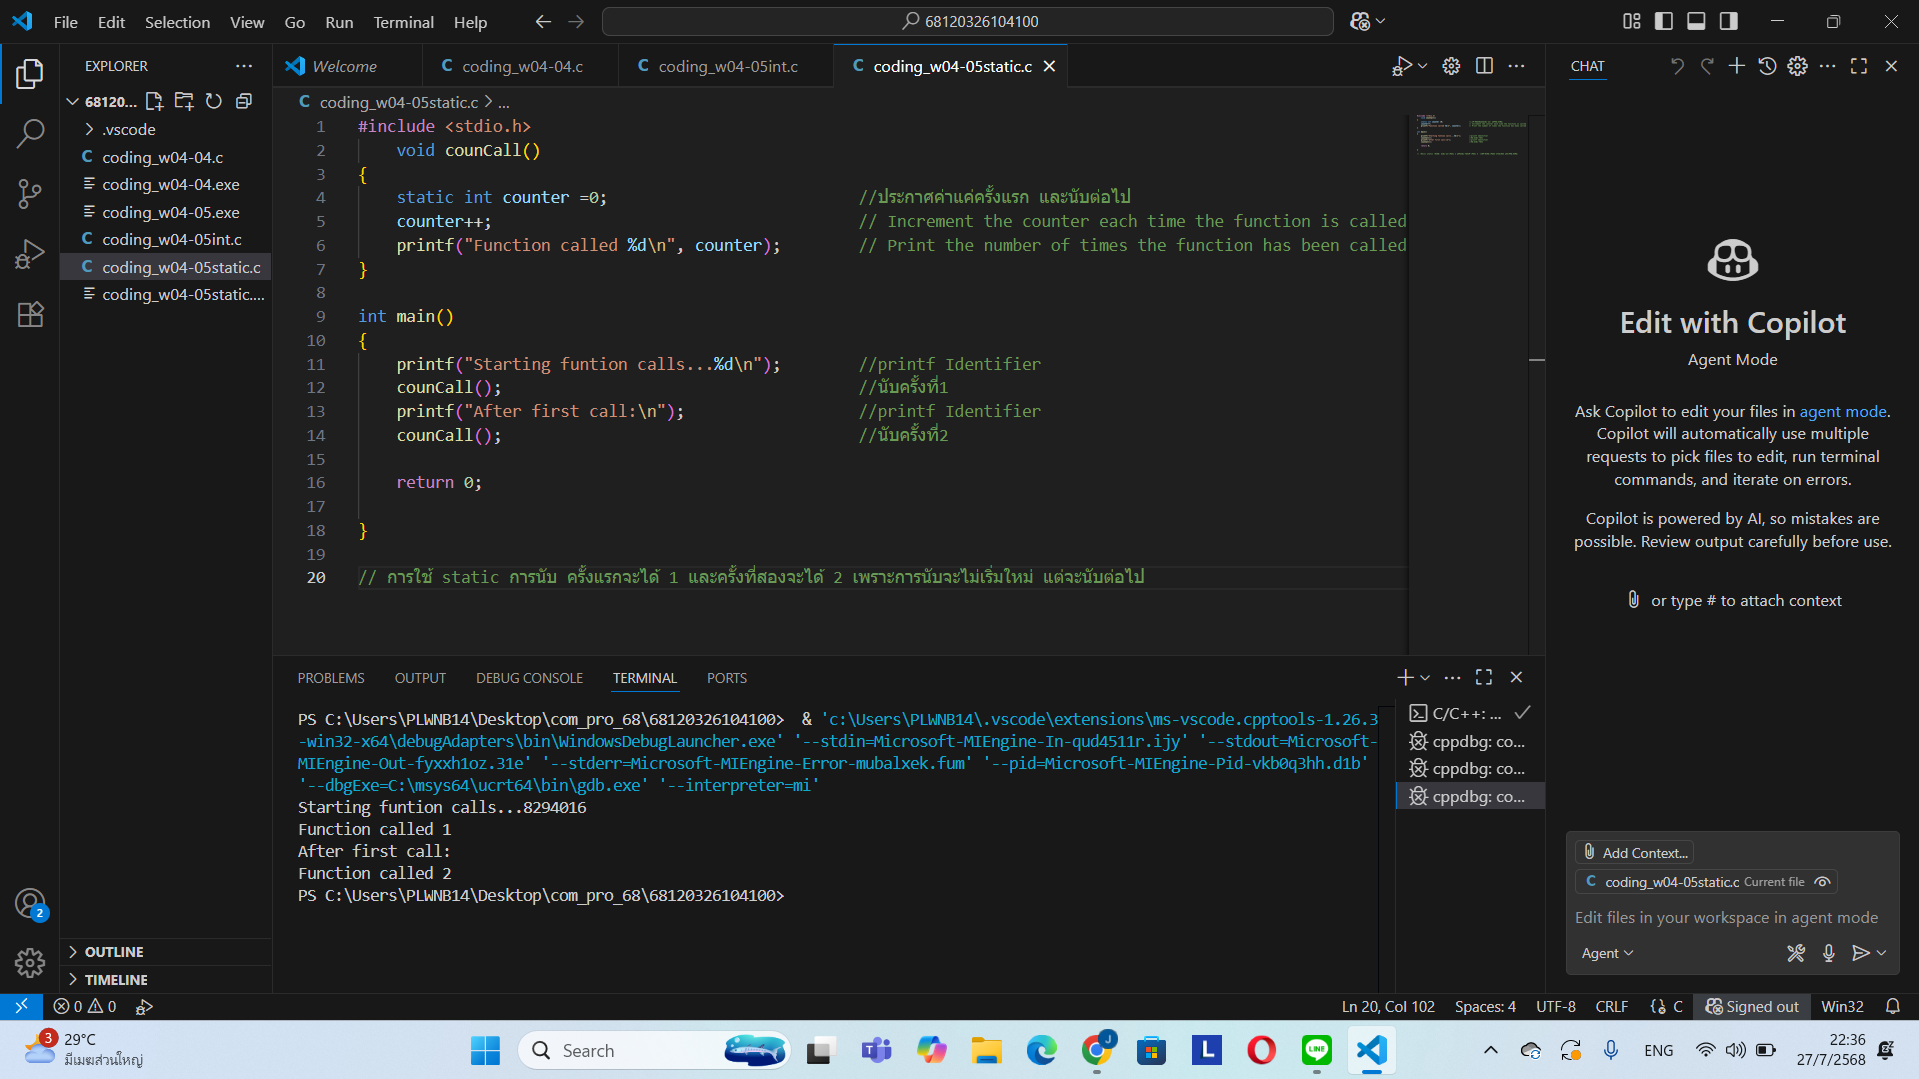 File Edit Selection View Go Run Terminal Help
68120326104100
EXPLORER
68120...
.vscode
coding_w04-04.c
coding_w04-04.exe
coding_w04-05.exe
coding_w04-05int.c
coding_w04-05static.c
coding_w04-05static....
OUTLINE
TIMELINE
Welcome
coding_w04-04.c
coding_w04-05int.c
coding_w04-05static.c
coding_w04-05static.c > ...
1 #include <stdio.h>
2 void counCall()
3 {
4 static int counter =0; //ประกาศค่าแค่ครั้งแรก และนับต่อไป
5 counter++; // Increment the counter each time the function is called
6 printf("Function called %d\n", counter); // Print the number of times the function has been called
7 }
8
9 int main()
10 {
11 printf("Starting funtion calls...%d\n"); //printf Identifier
12 counCall(); //นับครั้งที่1
13 printf("After first call:\n"); //printf Identifier
14 counCall(); //นับครั้งที่2
15
16 return 0;
17
18 }
19
20 // การใช้ static การนับ ครั้งแรกจะได้ 1 และครั้งที่สองจะได้ 2 เพราะการนับจะไม่เริ่มใหม่ แต่จะนับต่อไป
PROBLEMS OUTPUT DEBUG CONSOLE TERMINAL PORTS
PS C:\Users\PLWNB14\Desktop\com_pro_68\68120326104100> & 'c:\Users\PLWNB14\.vscode\extensions\ms-vscode.cpptools-1.26.3
-win32-x64\debugAdapters\bin\WindowsDebugLauncher.exe' '--stdin=Microsoft-MIEngine-In-qud4511r.ijy' '--stdout=Microsoft-
MIEngine-Out-fyxxh1oz.31e' '--stderr=Microsoft-MIEngine-Error-mubalxek.fum' '--pid=Microsoft-MIEngine-Pid-vkb0q3hh.d1b'
'--dbgExe=C:\msys64\ucrt64\bin\gdb.exe' '--interpreter=mi'
Starting funtion calls...8294016
Function called 1
After first call:
Function called 2
PS C:\Users\PLWNB14\Desktop\com_pro_68\68120326104100>
C/C++: ...
cppdbg: co...
cppdbg: co...
cppdbg: co...
CHAT
Edit with Copilot
Agent Mode
Ask Copilot to edit your files in agent mode.
Copilot will automatically use multiple
requests to pick files to edit, run terminal
commands, and iterate on errors.
Copilot is powered by AI, so mistakes are
possible. Review output carefully before use.
or type # to attach context
Add Context...
coding_w04-05static.c Current file
Edit files in your workspace in agent mode
Agent
2
0 0
Ln 20, Col 102 Spaces: 4 UTF-8 CRLF {} C Signed out Win32
3
29°C
มีเมฆส่วนใหญ่
Search
J
L
LINE
ENG
22:36
27/7/2568